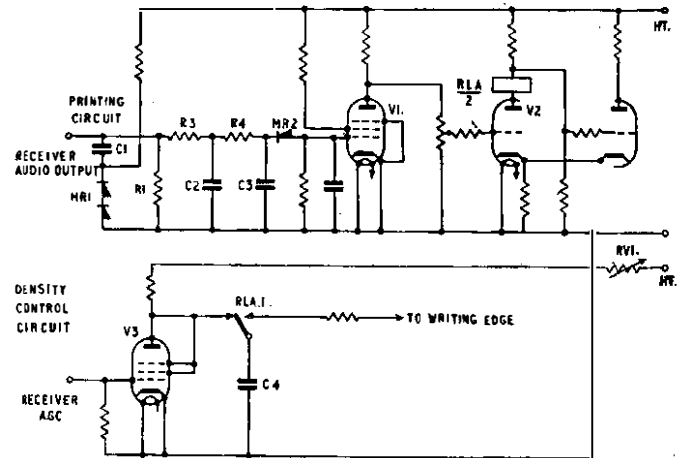 HT.
PRINTING
CIRCUIT
RECEIVER
AUDIO OUTPUT
C1
MR1
R1
R3
R4
MR2
C2
C3
V1.
RLA
2
V2
RV1.
HT.
DENSITY
CONTROL
CIRCUIT
V3
RLA.1.
TO WRITING EDGE
C4
RECEIVER
AGC